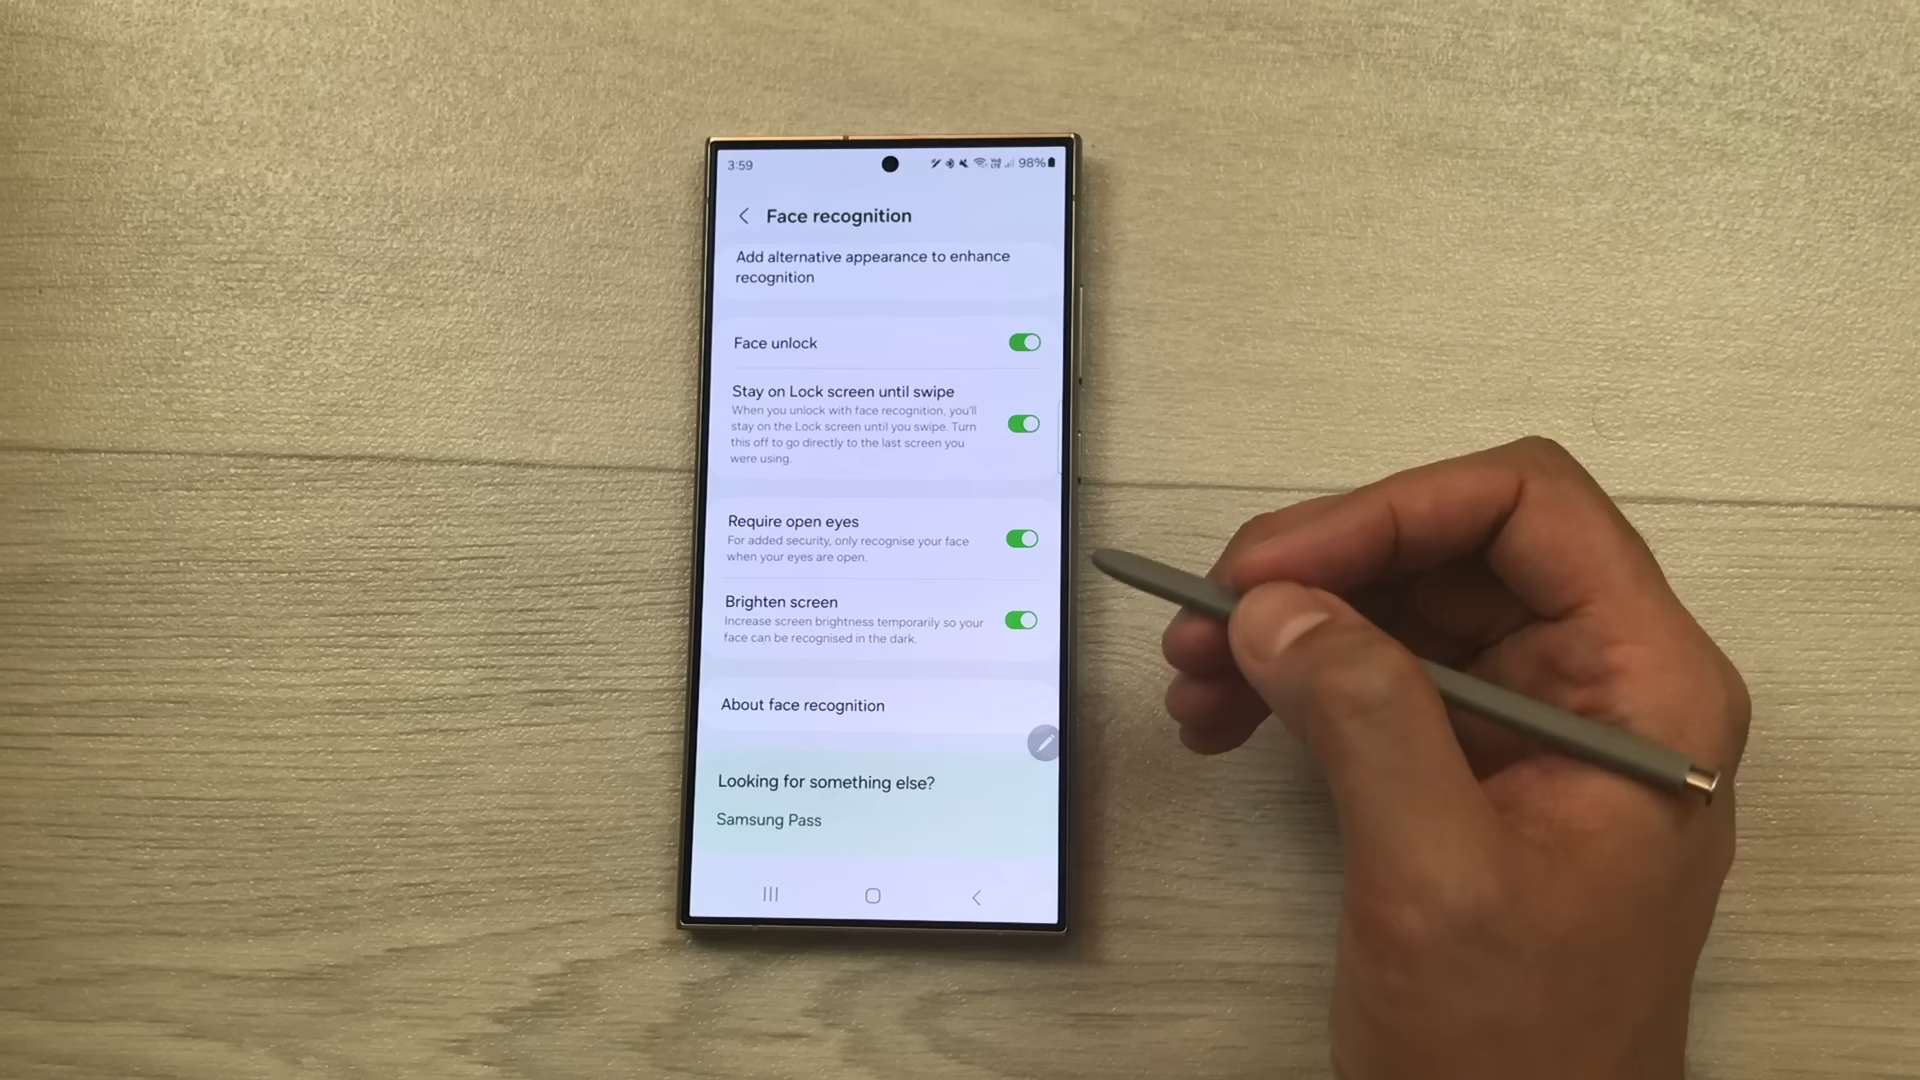 3:59
98%
Face recognition
Add alternative appearance to enhance
recognition
Face unlock
Stay on Lock screen until swipe
When you unlock with face recognition, you'll
stay on the Lock screen until you swipe. Turn
this off to go directly to the last screen you
were using.
Require open eyes
For added security, only recognise your face
when your eyes are open.
Brighten screen
Increase screen brightness temporarily so your
face can be recognised in the dark.
About face recognition
Looking for something else?
Samsung Pass